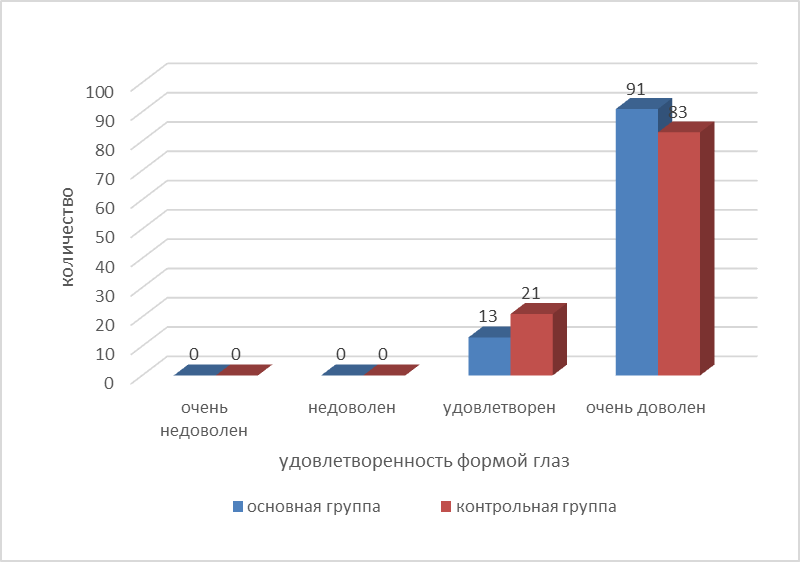 100
90
80
70
60
50
40
30
20
10
0
количество
0
0
0
0
13
21
91
83
очень
недоволен
недоволен
удовлетворен
очень доволен
удовлетворенность формой глаз
основная группа
контрольная группа